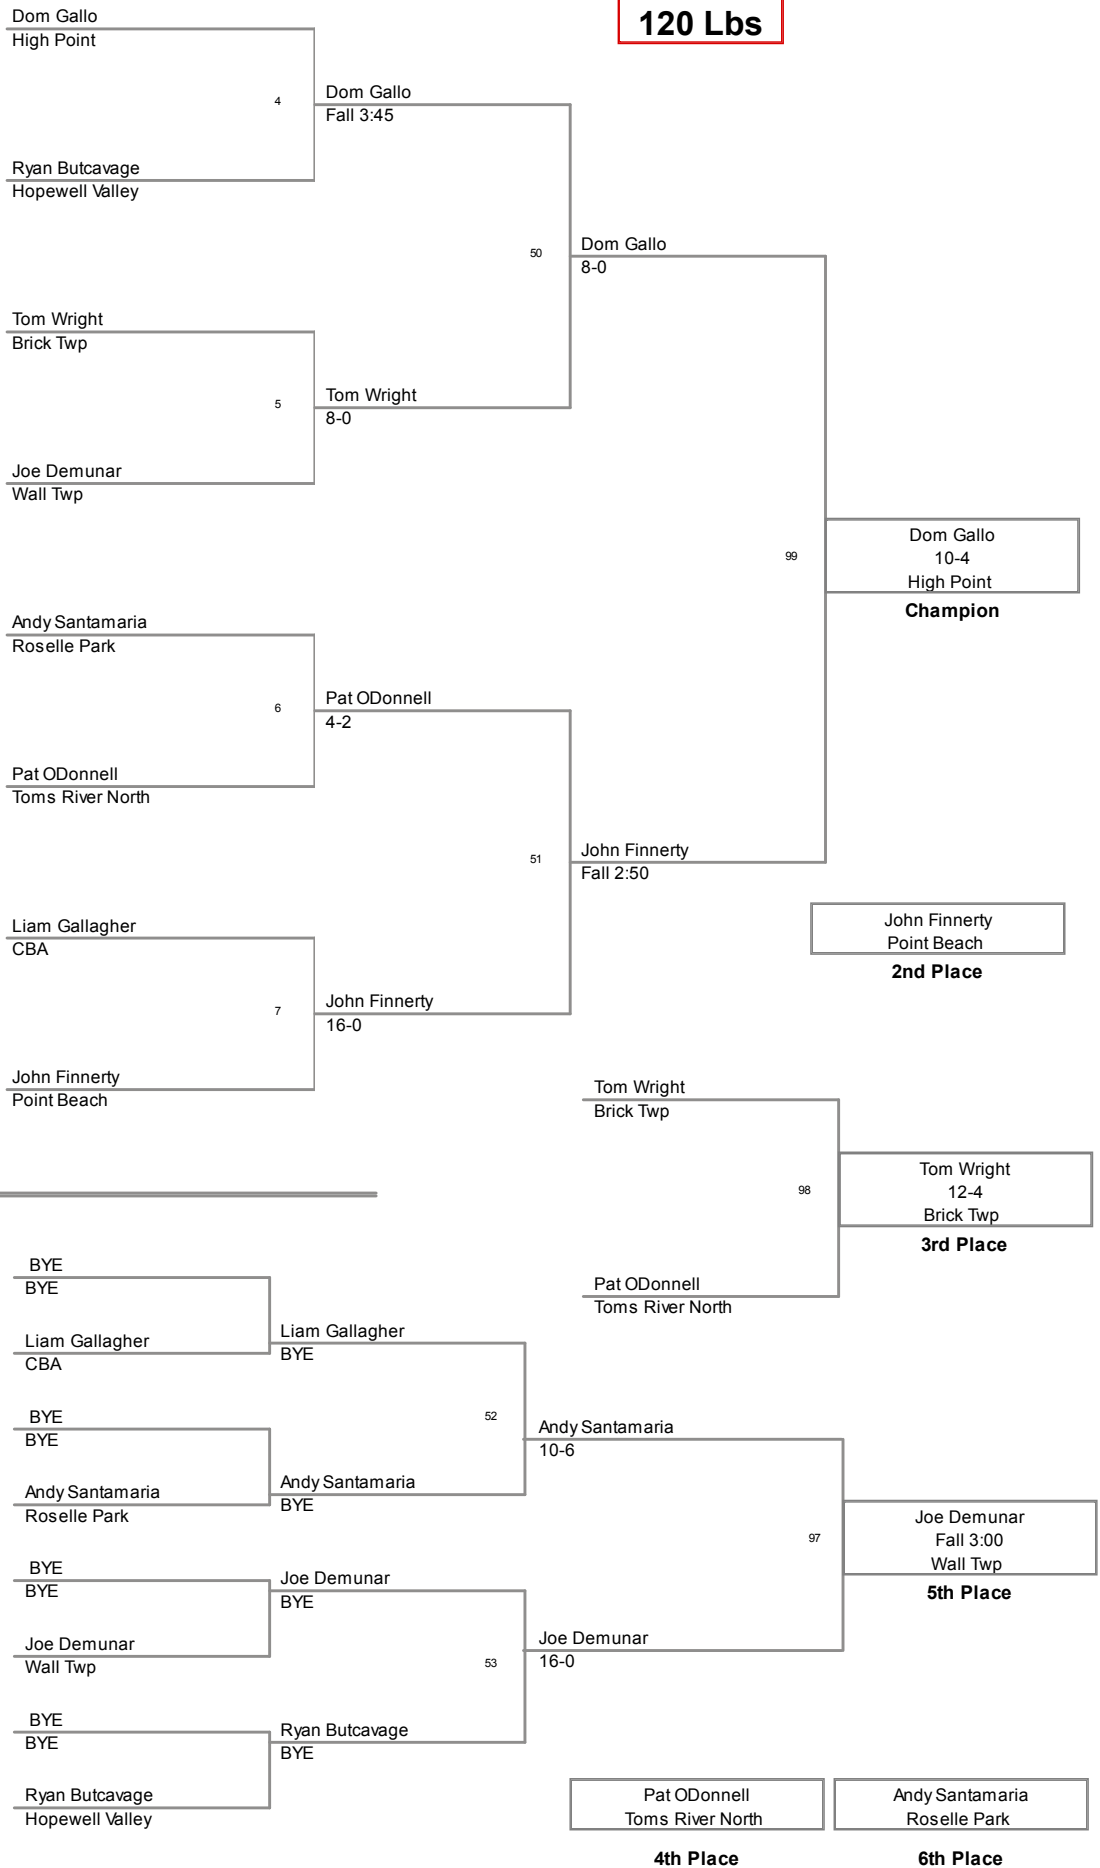 120 Lbs
Dom Gallo
High Point
4
Dom Gallo
Fall 3:45
Ryan Butcavage
Hopewell Valley
50
Dom Gallo
8-0
Tom Wright
Brick Twp
5
Tom Wright
8-0
Joe Demunar
Wall Twp
99
Dom Gallo
10-4
High Point
Champion
Andy Santamaria
Roselle Park
6
Pat ODonnell
4-2
Pat ODonnell
Toms River North
51
John Finnerty
Fall 2:50
Liam Gallagher
CBA
7
John Finnerty
16-0
John Finnerty
Point Beach
John Finnerty
Point Beach
2nd Place
Tom Wright
Brick Twp
98
Tom Wright
12-4
Brick Twp
3rd Place
Pat ODonnell
Toms River North
BYE
BYE
Liam Gallagher
CBA
Liam Gallagher
BYE
BYE
BYE
52
Andy Santamaria
10-6
Andy Santamaria
Roselle Park
Andy Santamaria
BYE
97
Joe Demunar
Fall 3:00
Wall Twp
5th Place
BYE
BYE
Joe Demunar
BYE
Joe Demunar
Wall Twp
53
Joe Demunar
16-0
BYE
BYE
Ryan Butcavage
BYE
Ryan Butcavage
Hopewell Valley
Pat ODonnell
Toms River North
4th Place
Andy Santamaria
Roselle Park
6th Place